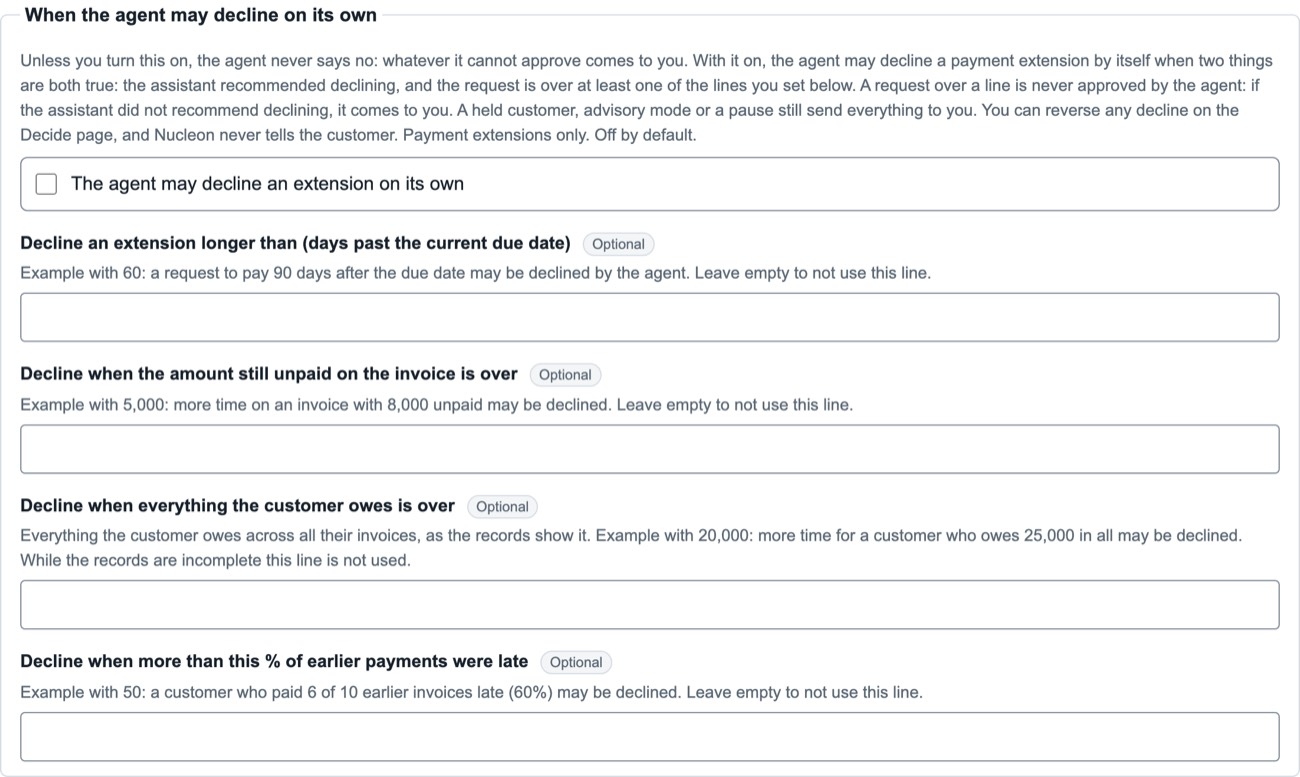 When the agent may decline on its own
Unless you turn this on, the agent never says no: whatever it cannot approve comes to you. With it on, the agent may decline a payment extension by itself when two things
are both true: the assistant recommended declining, and the request is over at least one of the lines you set below. A request over a line is never approved by the agent: if
the assistant did not recommend declining, it comes to you. A held customer, advisory mode or a pause still send everything to you. You can reverse any decline on the
Decide page, and Nucleon never tells the customer. Payment extensions only. Off by default.
The agent may decline an extension on its own
Decline an extension longer than (days past the current due date) Optional
Example with 60: a request to pay 90 days after the due date may be declined by the agent. Leave empty to not use this line.
Decline when the amount still unpaid on the invoice is over Optional
Example with 5,000: more time on an invoice with 8,000 unpaid may be declined. Leave empty to not use this line.
Decline when everything the customer owes is over Optional
Everything the customer owes across all their invoices, as the records show it. Example with 20,000: more time for a customer who owes 25,000 in all may be declined.
While the records are incomplete this line is not used.
Decline when more than this % of earlier payments were late Optional
Example with 50: a customer who paid 6 of 10 earlier invoices late (60%) may be declined. Leave empty to not use this line.